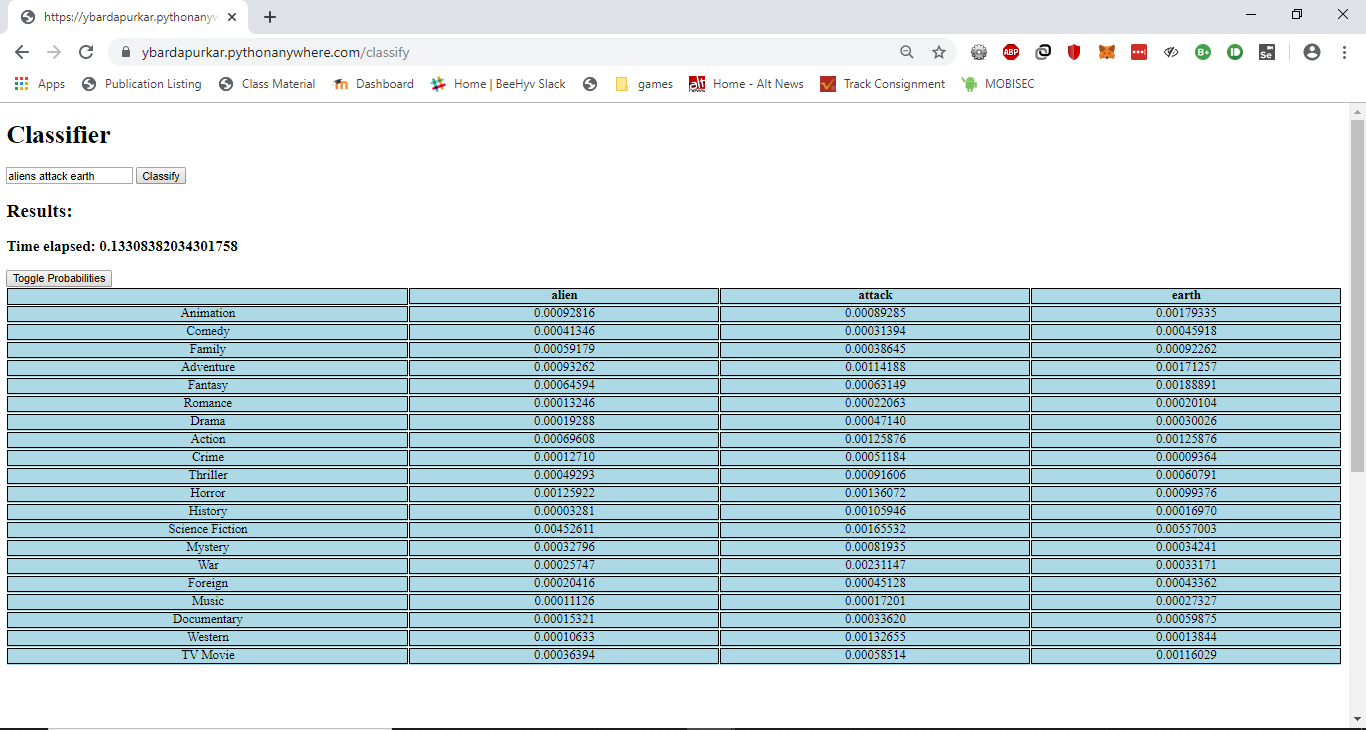 https://ybardapurkar.pythonanyw
ybardapurkar.pythonanywhere.com/classify
ABP
B+
Se
Apps Publication Listing Class Material Dashboard Home | BeeHyv Slack games alt Home - Alt News Track Consignment MOBISEC
Classifier
aliens attack earth Classify
Results:
Time elapsed: 0.13308382034301758
Toggle Probabilities
alien attack earth
Animation 0.00092816 0.00089285 0.00179335
Comedy 0.00041346 0.00031394 0.00045918
Family 0.00059179 0.00038645 0.00092262
Adventure 0.00093262 0.00114188 0.00171257
Fantasy 0.00064594 0.00063149 0.00188891
Romance 0.00013246 0.00022063 0.00020104
Drama 0.00019288 0.00047140 0.00030026
Action 0.00069608 0.00125876 0.00125876
Crime 0.00012710 0.00051184 0.00009364
Thriller 0.00049293 0.00091606 0.00060791
Horror 0.00125922 0.00136072 0.00099376
History 0.00003281 0.00105946 0.00016970
Science Fiction 0.00452611 0.00165532 0.00557003
Mystery 0.00032796 0.00081935 0.00034241
War 0.00025747 0.00231147 0.00033171
Foreign 0.00020416 0.00045128 0.00043362
Music 0.00011126 0.00017201 0.00027327
Documentary 0.00015321 0.00033620 0.00059875
Western 0.00010633 0.00132655 0.00013844
TV Movie 0.00036394 0.00058514 0.00116029